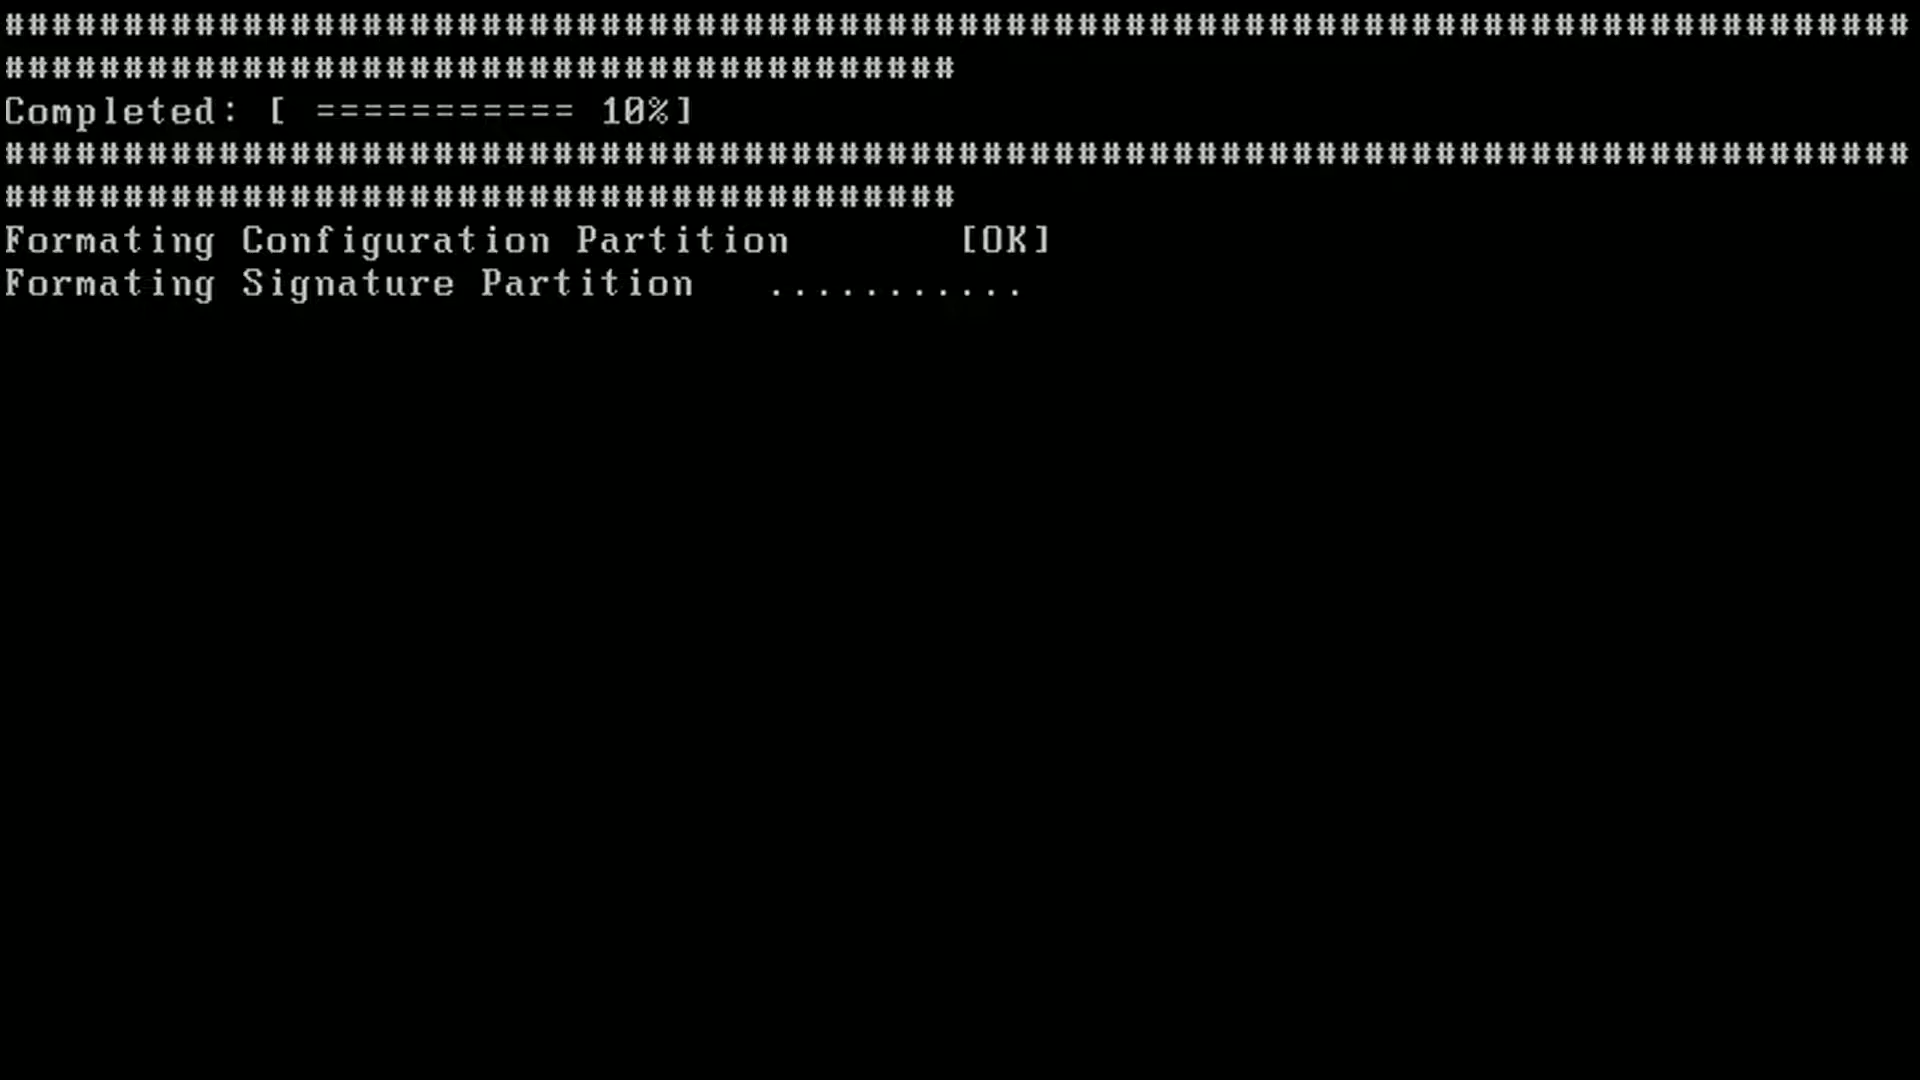 ################################################################################
########################################
Completed: [ =========== 10%]
################################################################################
########################################
Formating Configuration Partition       [OK]
Formating Signature Partition   ...........